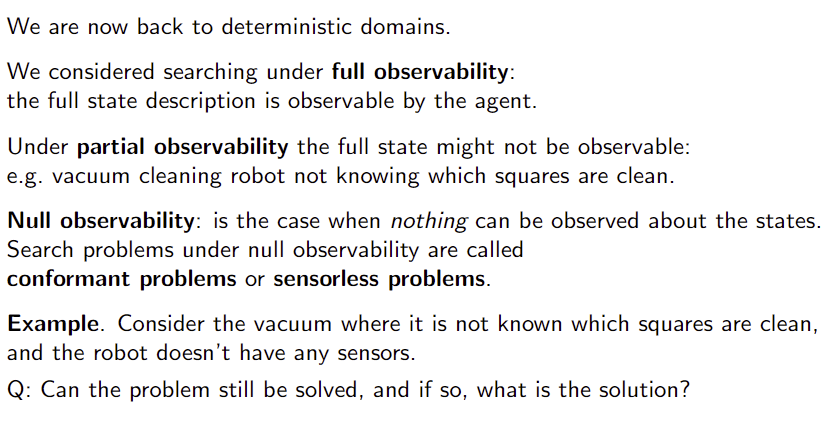 We are now back to deterministic domains.
We considered searching under full observability:
the full state description is observable by the agent.
Under partial observability the full state might not be observable:
e.g. vacuum cleaning robot not knowing which squares are clean.
Null observability: is the case when nothing can be observed about the states.
Search problems under null observability are called
conformant problems or sensorless problems.
Example. Consider the vacuum where it is not known which squares are clean,
and the robot doesn't have any sensors.
Q: Can the problem still be solved, and if so, what is the solution?